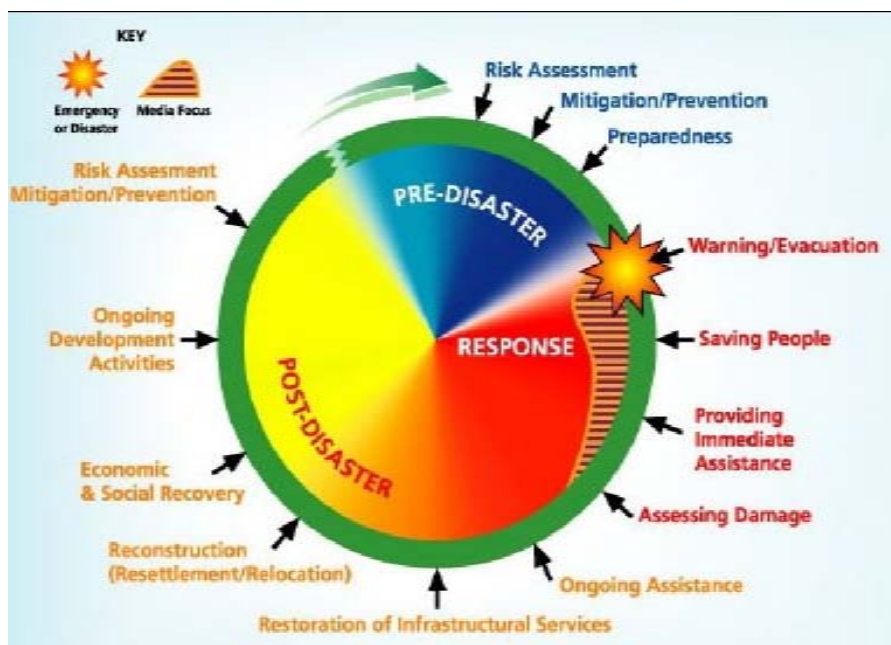 KEY
Emergency
or Disaster
Media Focus
Risk Assessment
Mitigation/Prevention
Preparedness
Warning/Evacuation
Saving People
Providing
Immediate
Assistance
Assessing Damage
Ongoing Assistance
Restoration of Infrastructural Services
Reconstruction
(Resettlement/Relocation)
Economic
& Social Recovery
Ongoing
Development
Activities
Risk Assesment
Mitigation/Prevention
PRE-DISASTER
RESPONSE
POST-DISASTER